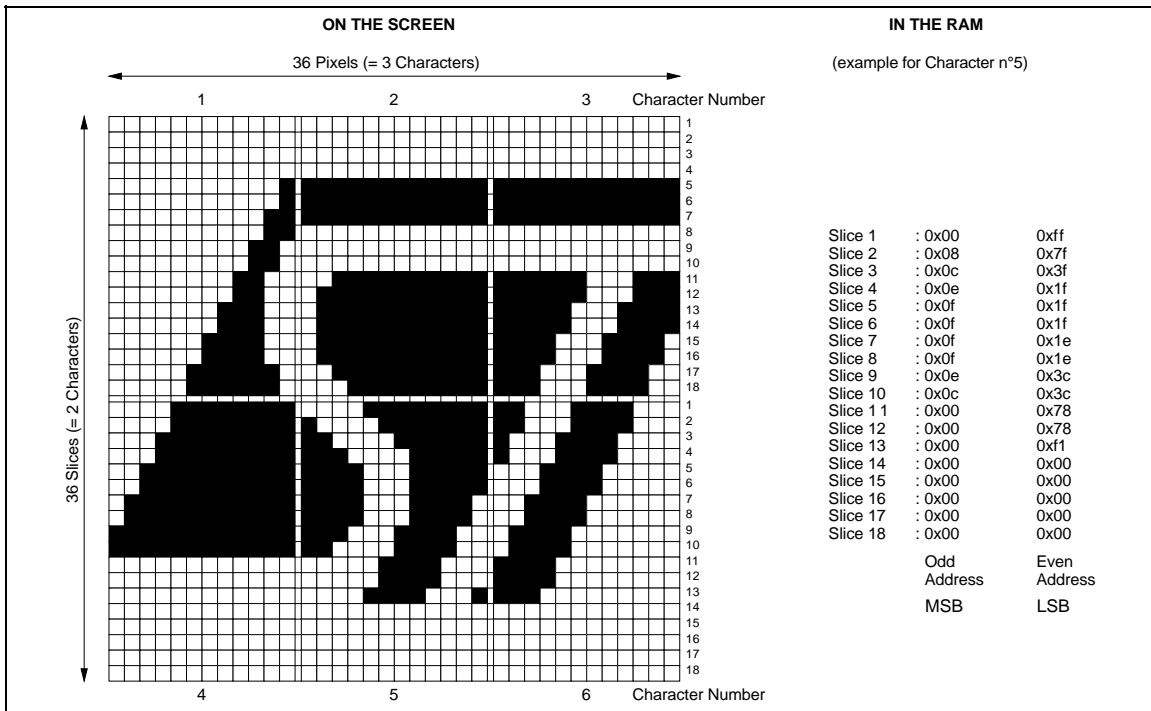 ON THE SCREEN
IN THE RAM
36 Pixels (= 3 Characters)
(example for Character n°5)
1 2 3 Character Number
36 Slices (= 2 Characters)
1
2
3
4
5
6
7
8
9
10
11
12
13
14
15
16
17
18
1
2
3
4
5
6
7
8
9
10
11
12
13
14
15
16
17
18
4 5 6 Character Number
Slice 1 : 0x00 0xff
Slice 2 : 0x08 0x7f
Slice 3 : 0x0c 0x3f
Slice 4 : 0x0e 0x1f
Slice 5 : 0x0f 0x1f
Slice 6 : 0x0f 0x1f
Slice 7 : 0x0f 0x1e
Slice 8 : 0x0f 0x1e
Slice 9 : 0x0e 0x3c
Slice 10 : 0x0c 0x3c
Slice 11 : 0x00 0x78
Slice 12 : 0x00 0x78
Slice 13 : 0x00 0xf1
Slice 14 : 0x00 0x00
Slice 15 : 0x00 0x00
Slice 16 : 0x00 0x00
Slice 17 : 0x00 0x00
Slice 18 : 0x00 0x00
Odd Even
Address Address
MSB LSB